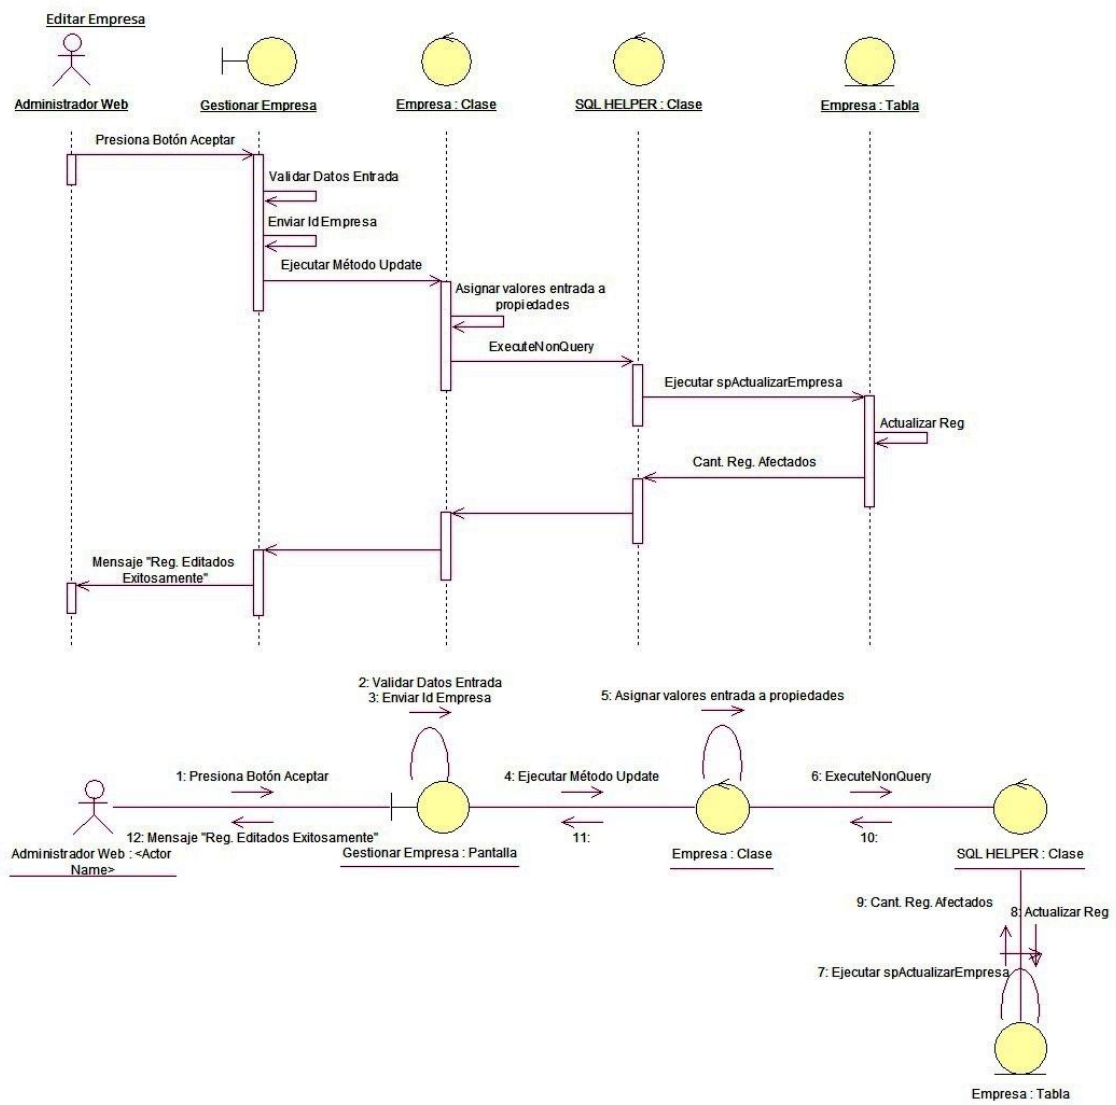 Editar Empresa
Administrador Web
Gestionar Empresa
Empresa : Clase
SQL HELPER : Clase
Empresa : Tabla
Presiona Botón Aceptar
Validar Datos Entrada
Enviar Id Empresa
Ejecutar Método Update
Asignar valores entrada a
propiedades
ExecuteNonQuery
Ejecutar spActualizarEmpresa
Actualizar Reg
Cant. Reg. Afectados
Mensaje "Reg. Editados
Exitosamente"
2: Validar Datos Entrada
3: Enviar Id Empresa
5: Asignar valores entrada a propiedades
1: Presiona Botón Aceptar
4: Ejecutar Método Update
6: ExecuteNonQuery
12: Mensaje "Reg. Editados Exitosamente"
11:
10:
Administrador Web : <Actor
Name>
Gestionar Empresa : Pantalla
Empresa : Clase
SQL HELPER : Clase
9: Cant. Reg. Afectados
8: Actualizar Reg
7: Ejecutar spActualizarEmpresa
Empresa : Tabla